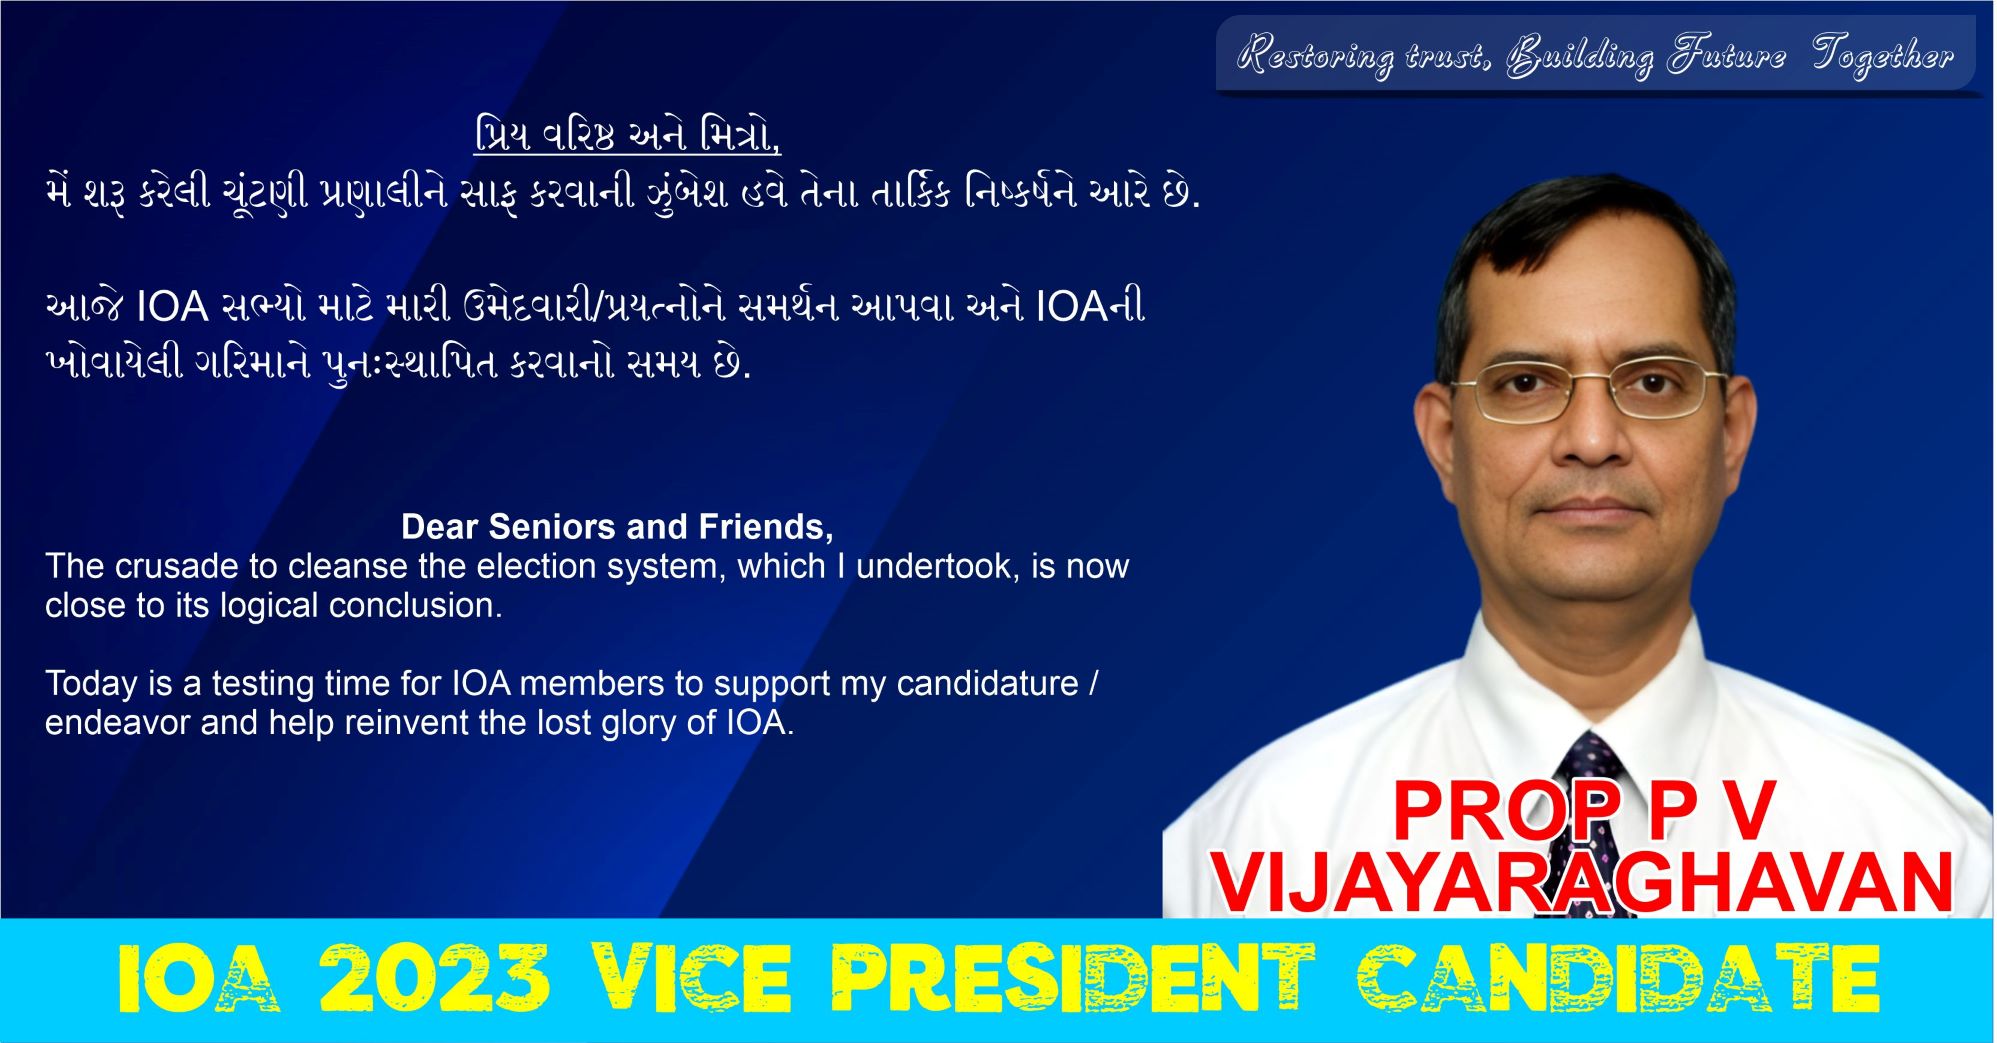 Restoring trust, Building Future Together
પ્રિય વરિષ્ઠ અને મિત્રો,
મેં શરૂ કરેલી ચૂંટણી પ્રણાલીને સાફ કરવાની ઝુંબેશ હવે તેના તાર્કિક નિષ્કર્ષને આરે છે.
આજે IOA સભ્યો માટે મારી ઉમેદવારી/પ્રયત્નોને સમર્થન આપવા અને IOAની
ખોવાયેલી ગરિમાને પુનઃસ્થાપિત કરવાનો સમય છે.
Dear Seniors and Friends,
The crusade to cleanse the election system, which I undertook, is now
close to its logical conclusion.
Today is a testing time for IOA members to support my candidature /
endeavor and help reinvent the lost glory of IOA.
PROP P V
VIJAYARAGHAVAN
IOA 2023 VICE PRESIDENT CANDIDATE